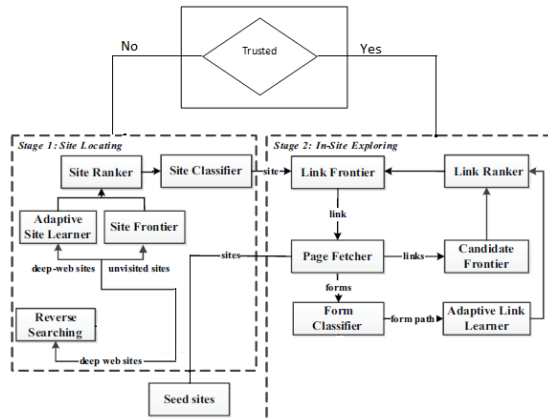 Trusted
No
Yes
Stage 1: Site Locating
Site Ranker
Site Classifier
site
Adaptive
Site Learner
Site Frontier
deep-web sites
unvisited sites
Reverse
Searching
deep web sites
Stage 2: In-Site Exploring
Link Frontier
Link Ranker
link
sites
Page Fetcher
links
Candidate
Frontier
forms
Form
Classifier
form path
Adaptive Link
Learner
Seed sites